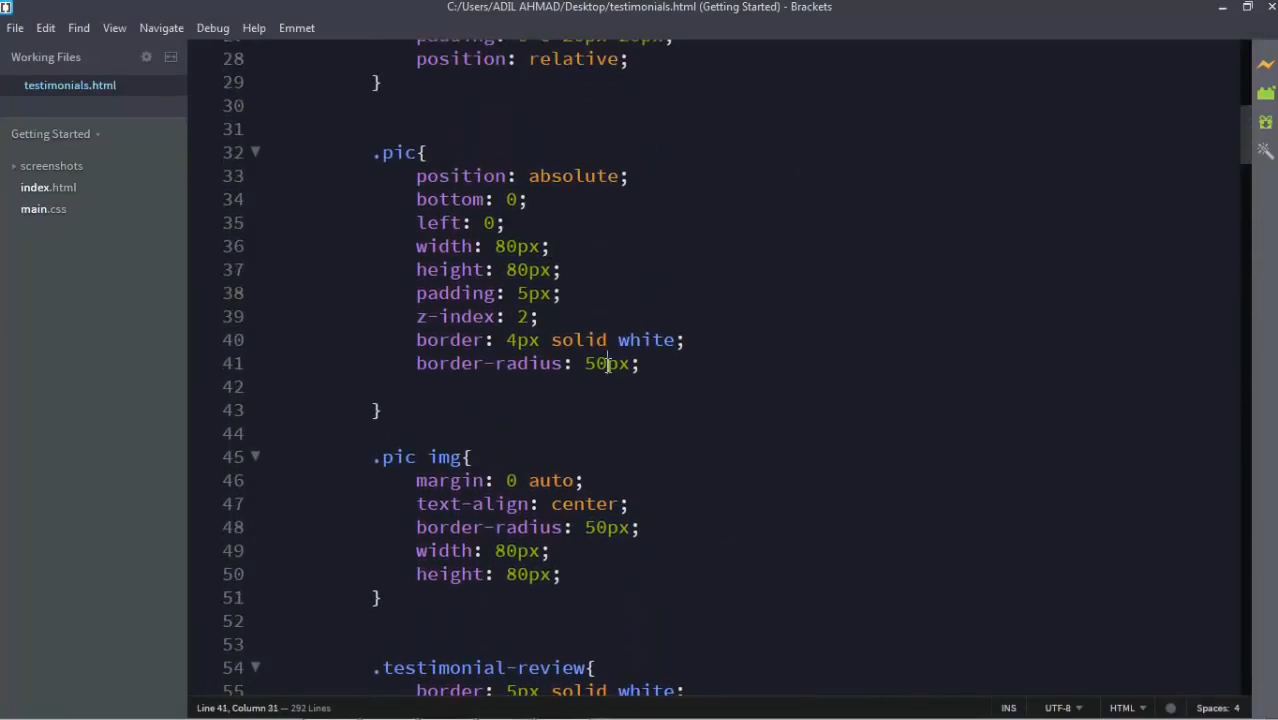 C:/Users/ADIL AHMAD/Desktop/testimonials.html (Getting Started) - Brackets
File Edit Find View Navigate Debug Help Emmet
Working Files
testimonials.html
Getting Started
screenshots
index.html
main.css
28 position: relative;
29 }
30
31
32 .pic{
33 position: absolute;
34 bottom: 0;
35 left: 0;
36 width: 80px;
37 height: 80px;
38 padding: 5px;
39 z-index: 2;
40 border: 4px solid white;
41 border-radius: 50px;
42
43 }
44
45 .pic img{
46 margin: 0 auto;
47 text-align: center;
48 border-radius: 50px;
49 width: 80px;
50 height: 80px;
51 }
52
53
54 .testimonial-review{
55 border: 5px solid white;
Line 41, Column 31 — 292 Lines
INS UTF-8 HTML Spaces: 4